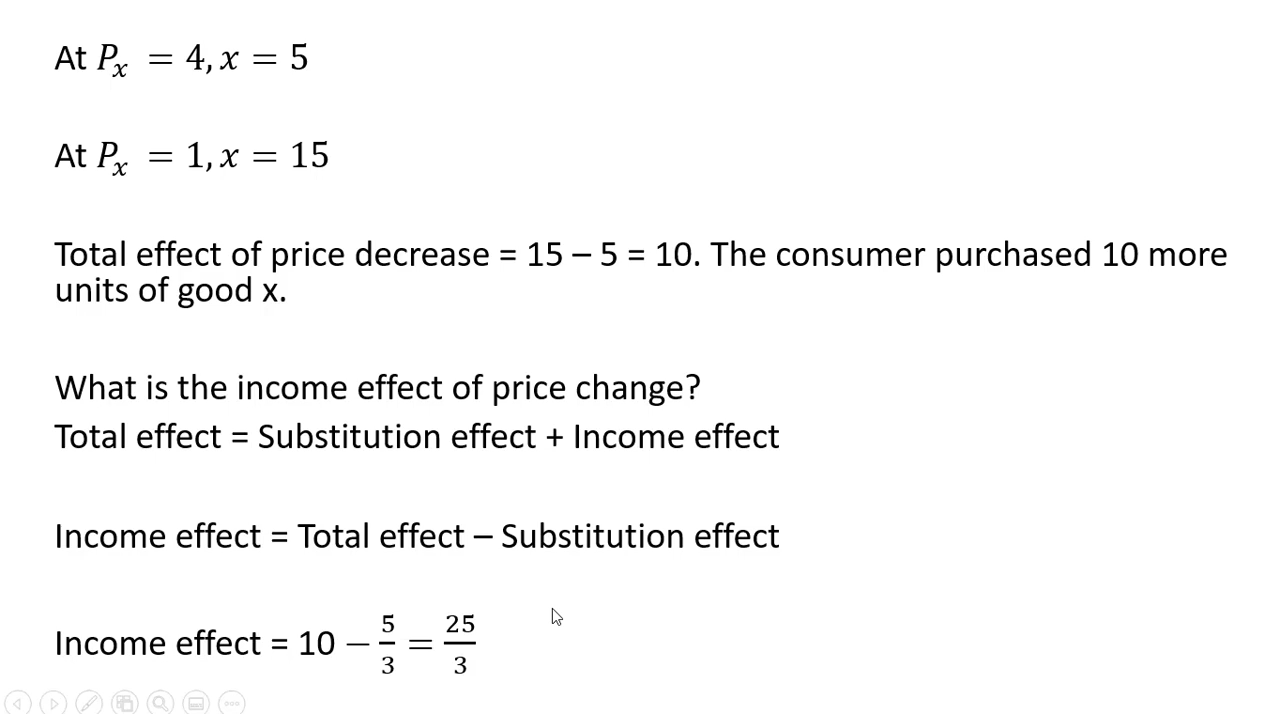 At Pₓ = 4, x = 5
At Pₓ = 1, x = 15
Total effect of price decrease = 15 – 5 = 10. The consumer purchased 10 more
units of good x.
What is the income effect of price change?
Total effect = Substitution effect + Income effect
Income effect = Total effect – Substitution effect
Income effect = 10 − 5/3 = 25/3